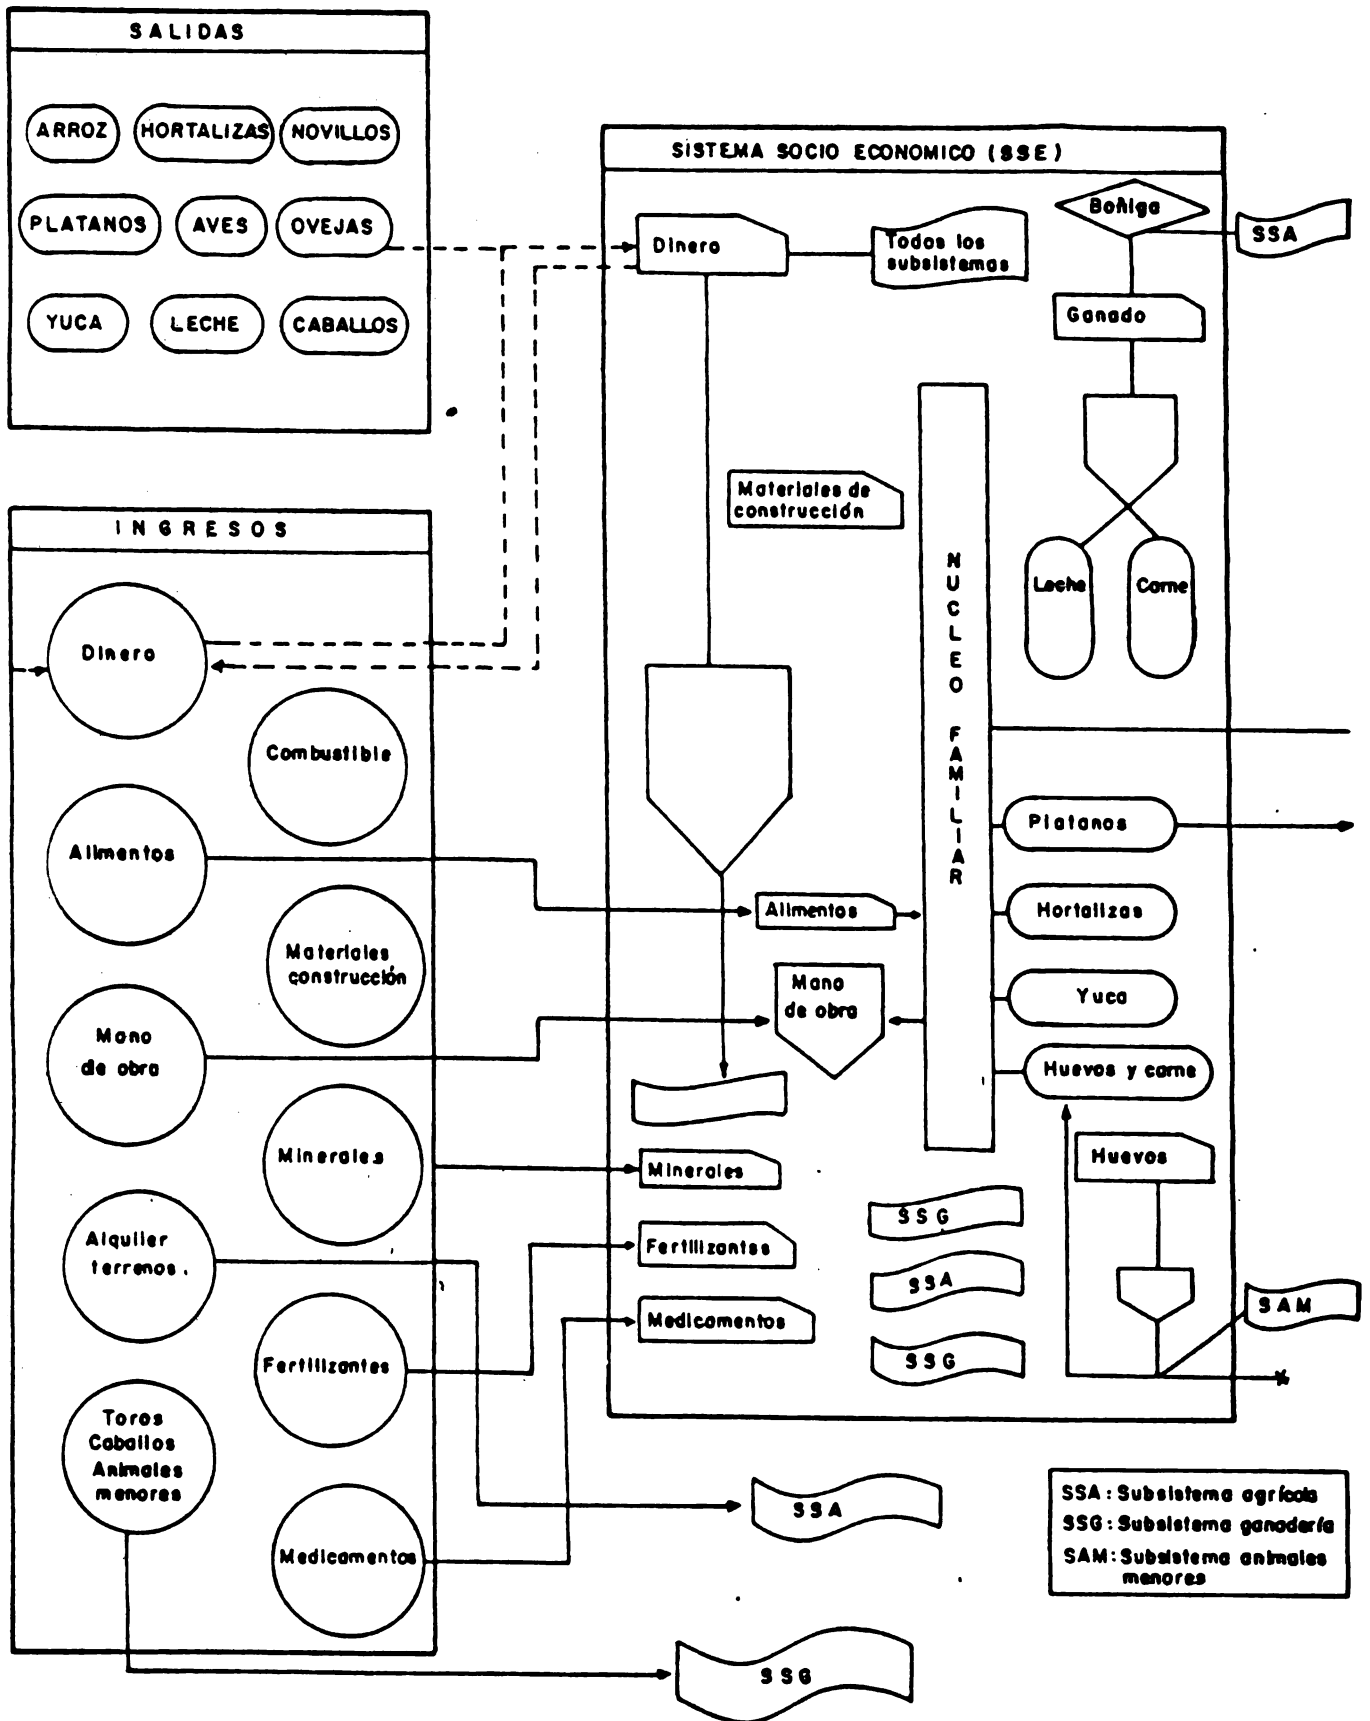 SALIDAS
ARROZ
HORTALIZAS
NOVILLOS
PLATANOS
AVES
OVEJAS
YUCA
LECHE
CABALLOS
INGRESOS
Dinero
Combustible
Alimentos
Materiales
construcción
Mano
de obra
Minerales
Alquiler
terrenos.
Fertilizantes
Toros
Caballos
Animales
menores
Medicamentos
SISTEMA SOCIO ECONOMICO (SSE)
Dinero
Todos los
subsistemas
Boñiga
SSA
Ganado
Materiales de
construcción
NUCLEO FAMILIAR
Leche
Carne
Platanos
Alimentos
Hortalizas
Mano
de obra
Yuca
Huevos y carne
Huevos
Minerales
SSG
Fertilizantes
SSA
Medicamentos
SSG
SAM
SSA
SSG
SSA: Subsistema agrícola
SSG: Subsistema ganadería
SAM: Subsistema animales
menores